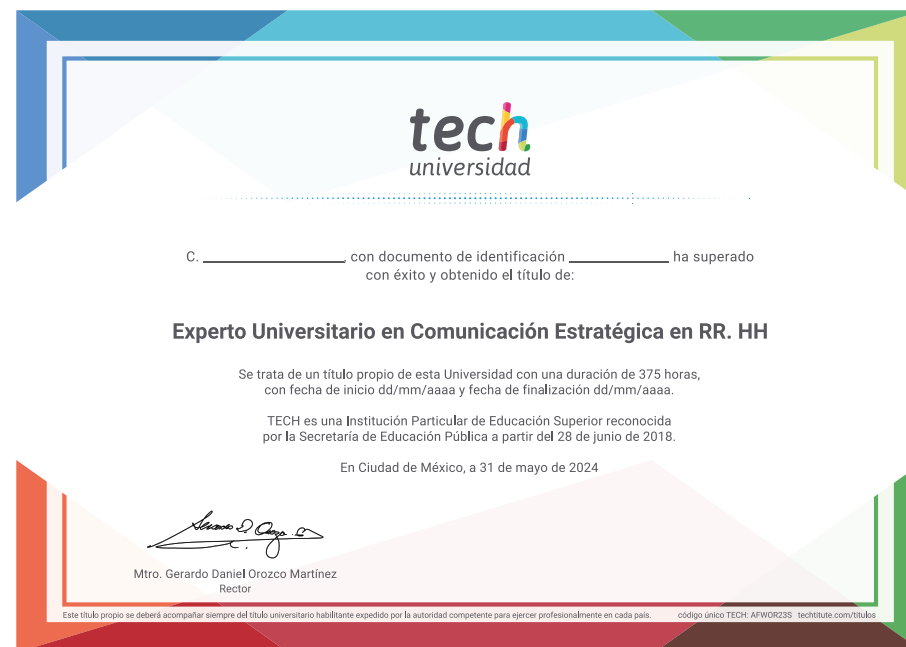 tech
universidad
C. ____________, con documento de identificación ____________ ha superado
con éxito y obtenido el título de:
Experto Universitario en Comunicación Estratégica en RR. HH
Se trata de un título propio de esta Universidad con una duración de 375 horas,
con fecha de inicio dd/mm/aaaa y fecha de finalización dd/mm/aaaa.
TECH es una Institución Particular de Educación Superior reconocida
por la Secretaría de Educación Pública a partir del 28 de junio de 2018.
En Ciudad de México, a 31 de mayo de 2024
Mtro. Gerardo Daniel Orozco Martínez
Rector
Este título propio se deberá acompañar siempre del título universitario habilitante expedido por la autoridad competente para ejercer profesionalmente en cada país. código único TECH: AFWOR23S techtitute.com/títulos